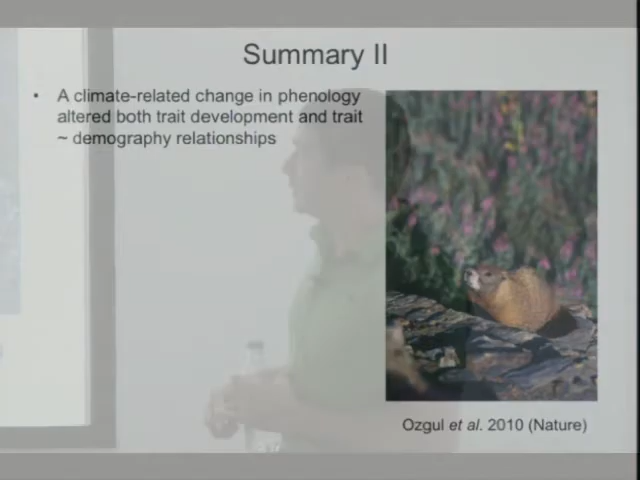 Summary II
• A climate-related change in phenology
altered both trait development and trait
~ demography relationships
Ozgul et al. 2010 (Nature)